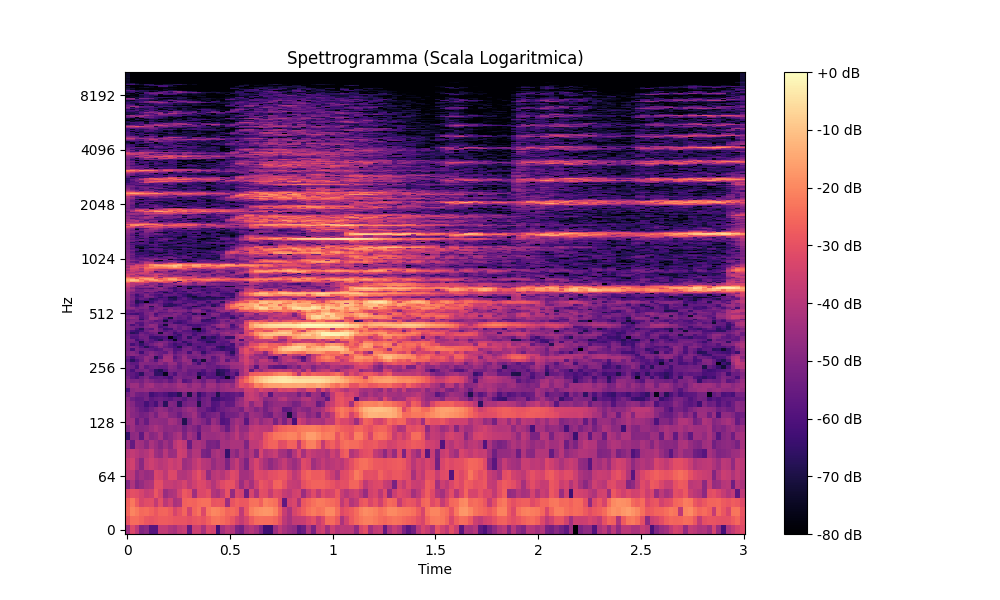 Spettrogramma (Scala Logaritmica)
Hz
8192
4096
2048
1024
512
256
128
64
0
0 0.5 1 1.5 2 2.5 3
Time
+0 dB
-10 dB
-20 dB
-30 dB
-40 dB
-50 dB
-60 dB
-70 dB
-80 dB